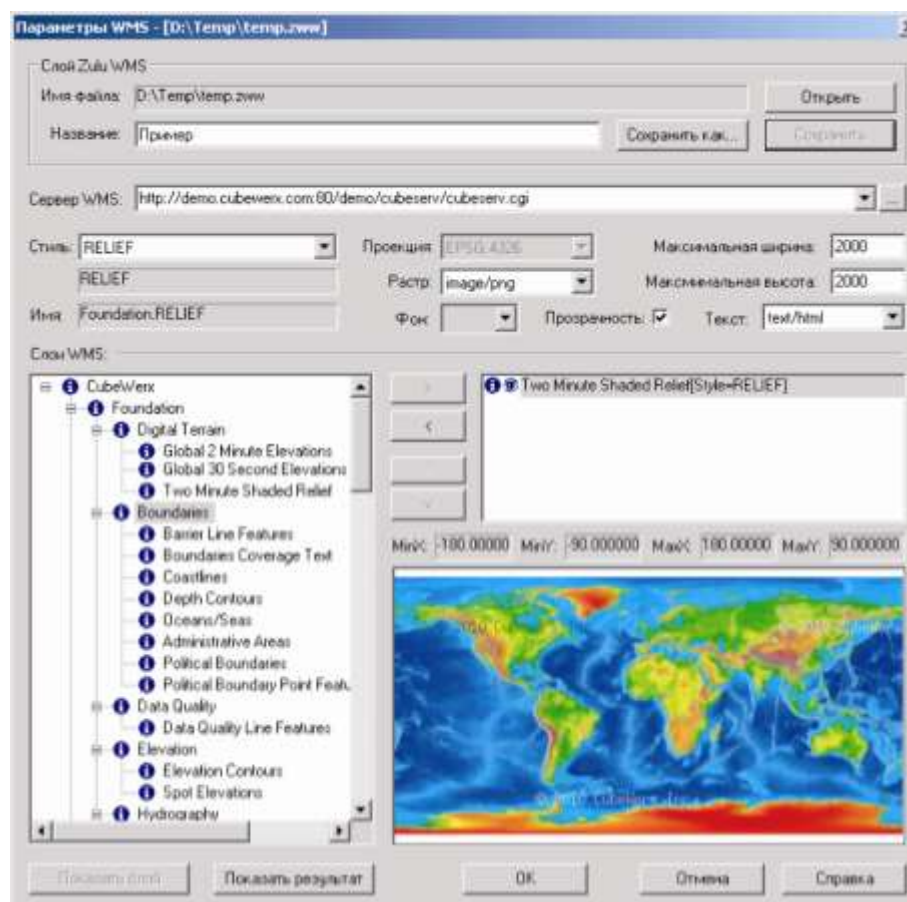 Параметры WMS - [D:\Temp\temp.zww]
Слой Zulu WMS
Имя файла: D:\Temp\temp.zww
Открыть
Название: Пример
Сохранить как...
Сохранить
Сервер WMS: http://demo.cubewerx.com:80/demo/cubeserv/cubeserv.cgi
...
Стиль: RELIEF
Проекция: EPSG:4326
Максимальная ширина: 2000
RELIEF
Растр: image/png
Максимальная высота: 2000
Имя: Foundation.RELIEF
Фон:
Прозрачность:
Текст: text/html
Слои WMS:
CubeWerx
Foundation
Digital Terrain
Global 2 Minute Elevations
Global 30 Second Elevations
Two Minute Shaded Relief
Boundaries
Barrier Line Features
Boundaries Coverage Text
Coastlines
Depth Contours
Oceans/Seas
Administrative Areas
Political Boundaries
Political Boundary Point Featu
Data Quality
Data Quality Line Features
Elevation
Elevation Contours
Spot Elevations
Hydrography
>
<
Two Minute Shaded Relief[Style=RELIEF]
MinX: -180.00000 MinY: -90.000000 MaxX: 180.00000 MaxY: 90.000000
Показать слой
Показать результат
OK
Отмена
Справка